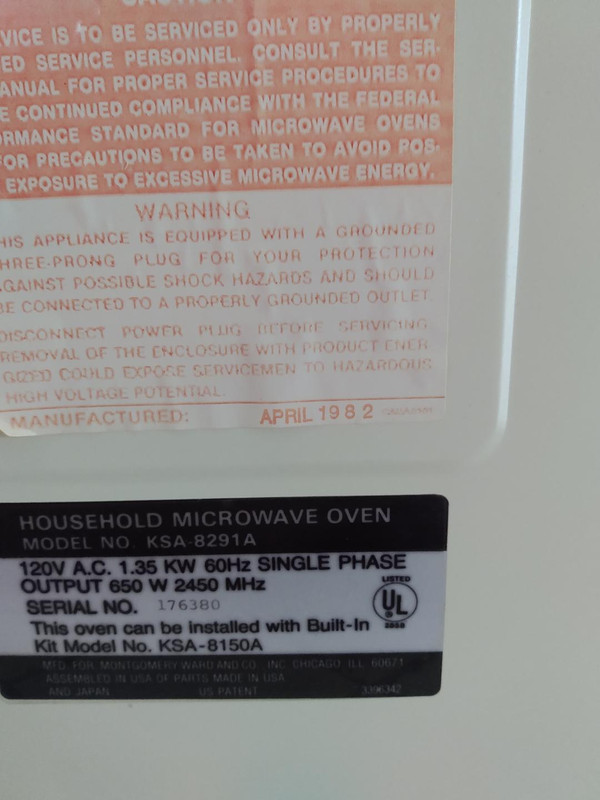 CAUTION
VICE IS TO BE SERVICED ONLY BY PROPERLY
ED SERVICE PERSONNEL. CONSULT THE SER-
ANUAL FOR PROPER SERVICE PROCEDURES TO
E CONTINUED COMPLIANCE WITH THE FEDERAL
ORMANCE STANDARD FOR MICROWAVE OVENS
OR PRECAUTIONS TO BE TAKEN TO AVOID POS-
EXPOSURE TO EXCESSIVE MICROWAVE ENERGY.
WARNING
HIS APPLIANCE IS EQUIPPED WITH A GROUNDED
HREE-PRONG PLUG FOR YOUR PROTECTION
AGAINST POSSIBLE SHOCK HAZARDS AND SHOULD
BE CONNECTED TO A PROPERLY GROUNDED OUTLET.
DISCONNECT POWER PLUG BEFORE SERVICING.
REMOVAL OF THE ENCLOSURE WITH PRODUCT ENER-
GIZED COULD EXPOSE SERVICEMEN TO HAZARDOUS
HIGH VOLTAGE POTENTIAL.
MANUFACTURED: APRIL 1982
HOUSEHOLD MICROWAVE OVEN
MODEL NO. KSA-8291A
120V A.C. 1.35 KW 60Hz SINGLE PHASE
OUTPUT 650 W 2450 MHz
LISTED
SERIAL NO. 176380
UL
This oven can be installed with Built-In
Kit Model No. KSA-8150A
MFD. FOR MONTGOMERY WARD AND CO. INC. CHICAGO, ILL. 60671
ASSEMBLED IN USA OF PARTS MADE IN USA
AND JAPAN US PATENT 3396342